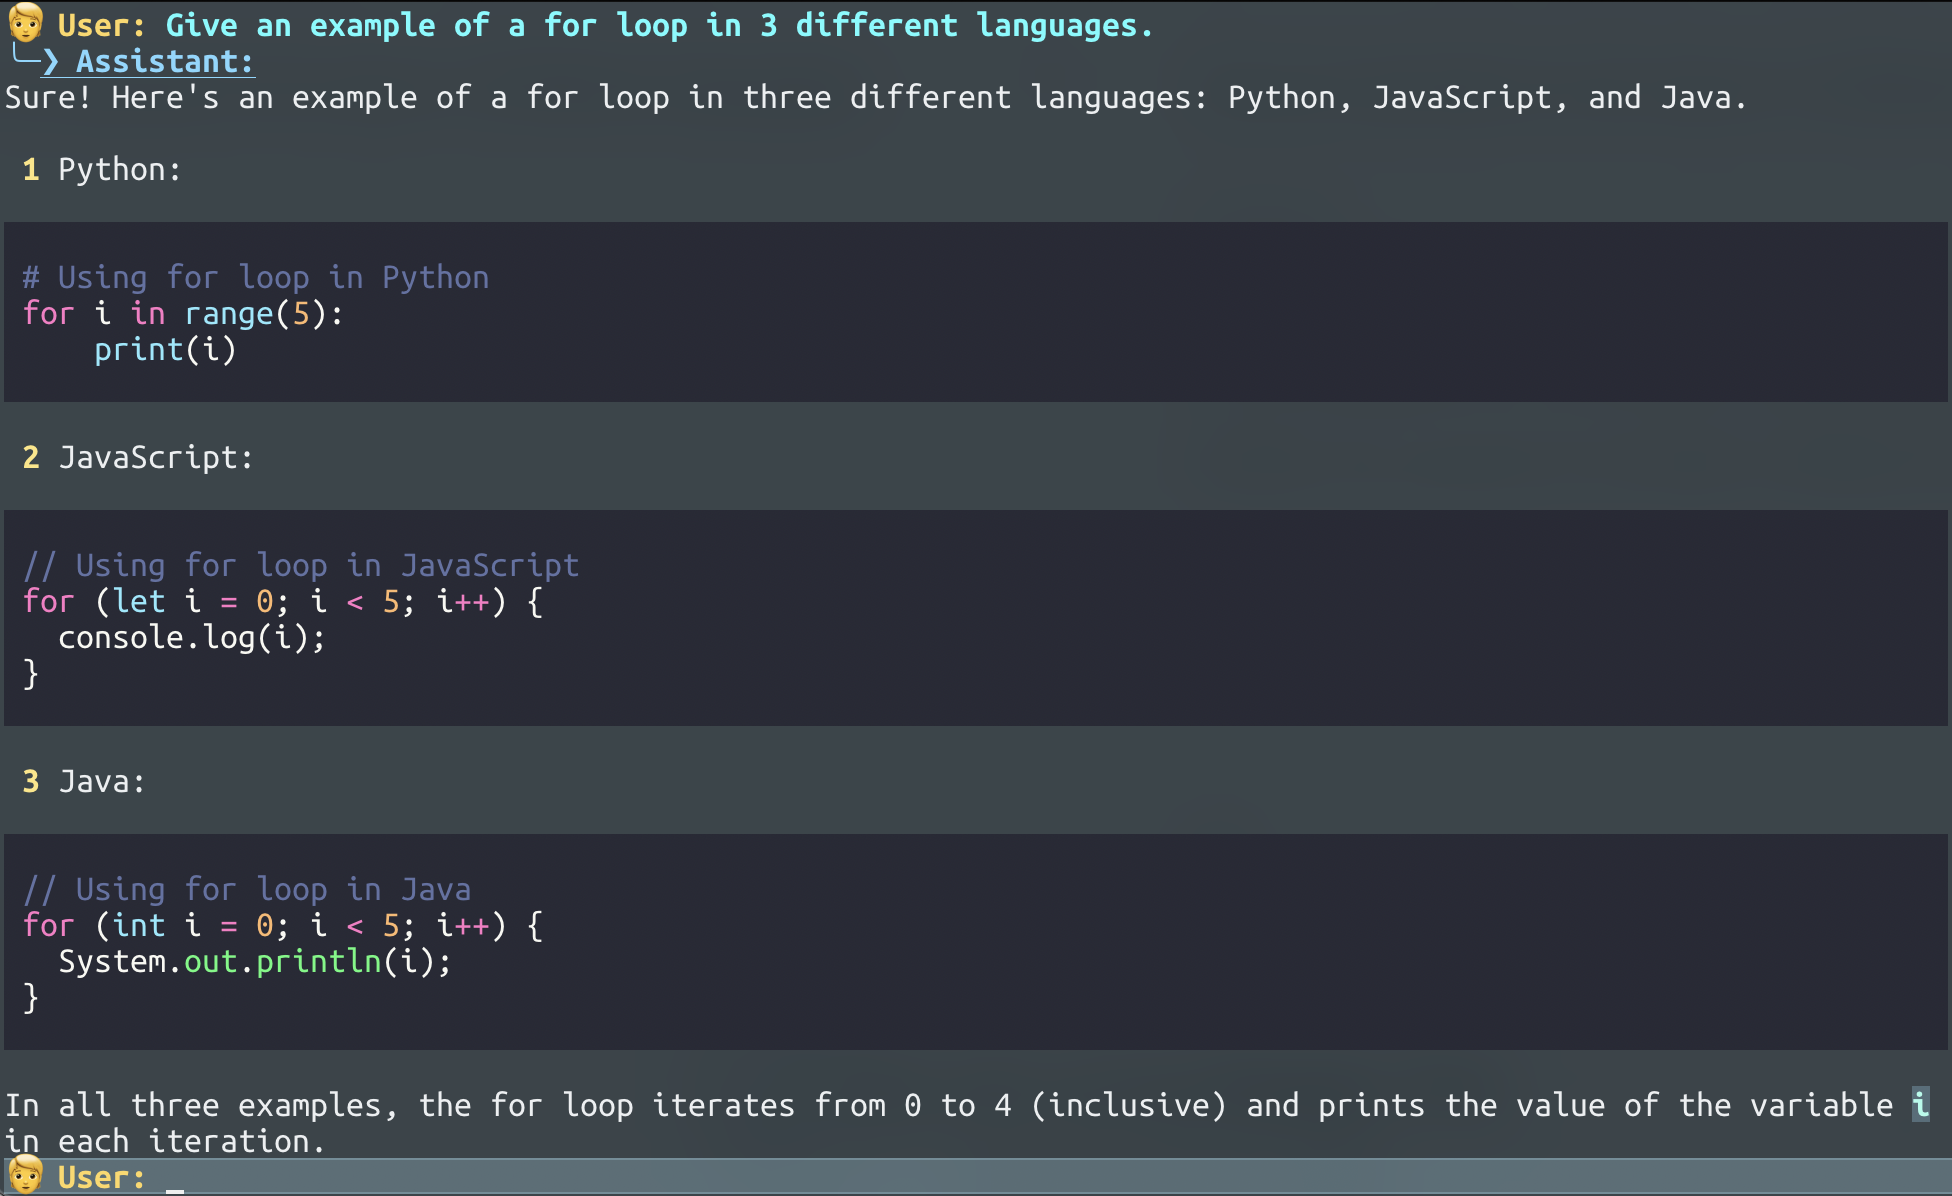 User: Give an example of a for loop in 3 different languages.
❯ Assistant:
Sure! Here's an example of a for loop in three different languages: Python, JavaScript, and Java.
1 Python:
# Using for loop in Python
for i in range(5):
    print(i)
2 JavaScript:
// Using for loop in JavaScript
for (let i = 0; i < 5; i++) {
  console.log(i);
}
3 Java:
// Using for loop in Java
for (int i = 0; i < 5; i++) {
  System.out.println(i);
}
In all three examples, the for loop iterates from 0 to 4 (inclusive) and prints the value of the variable i
in each iteration.
User: _